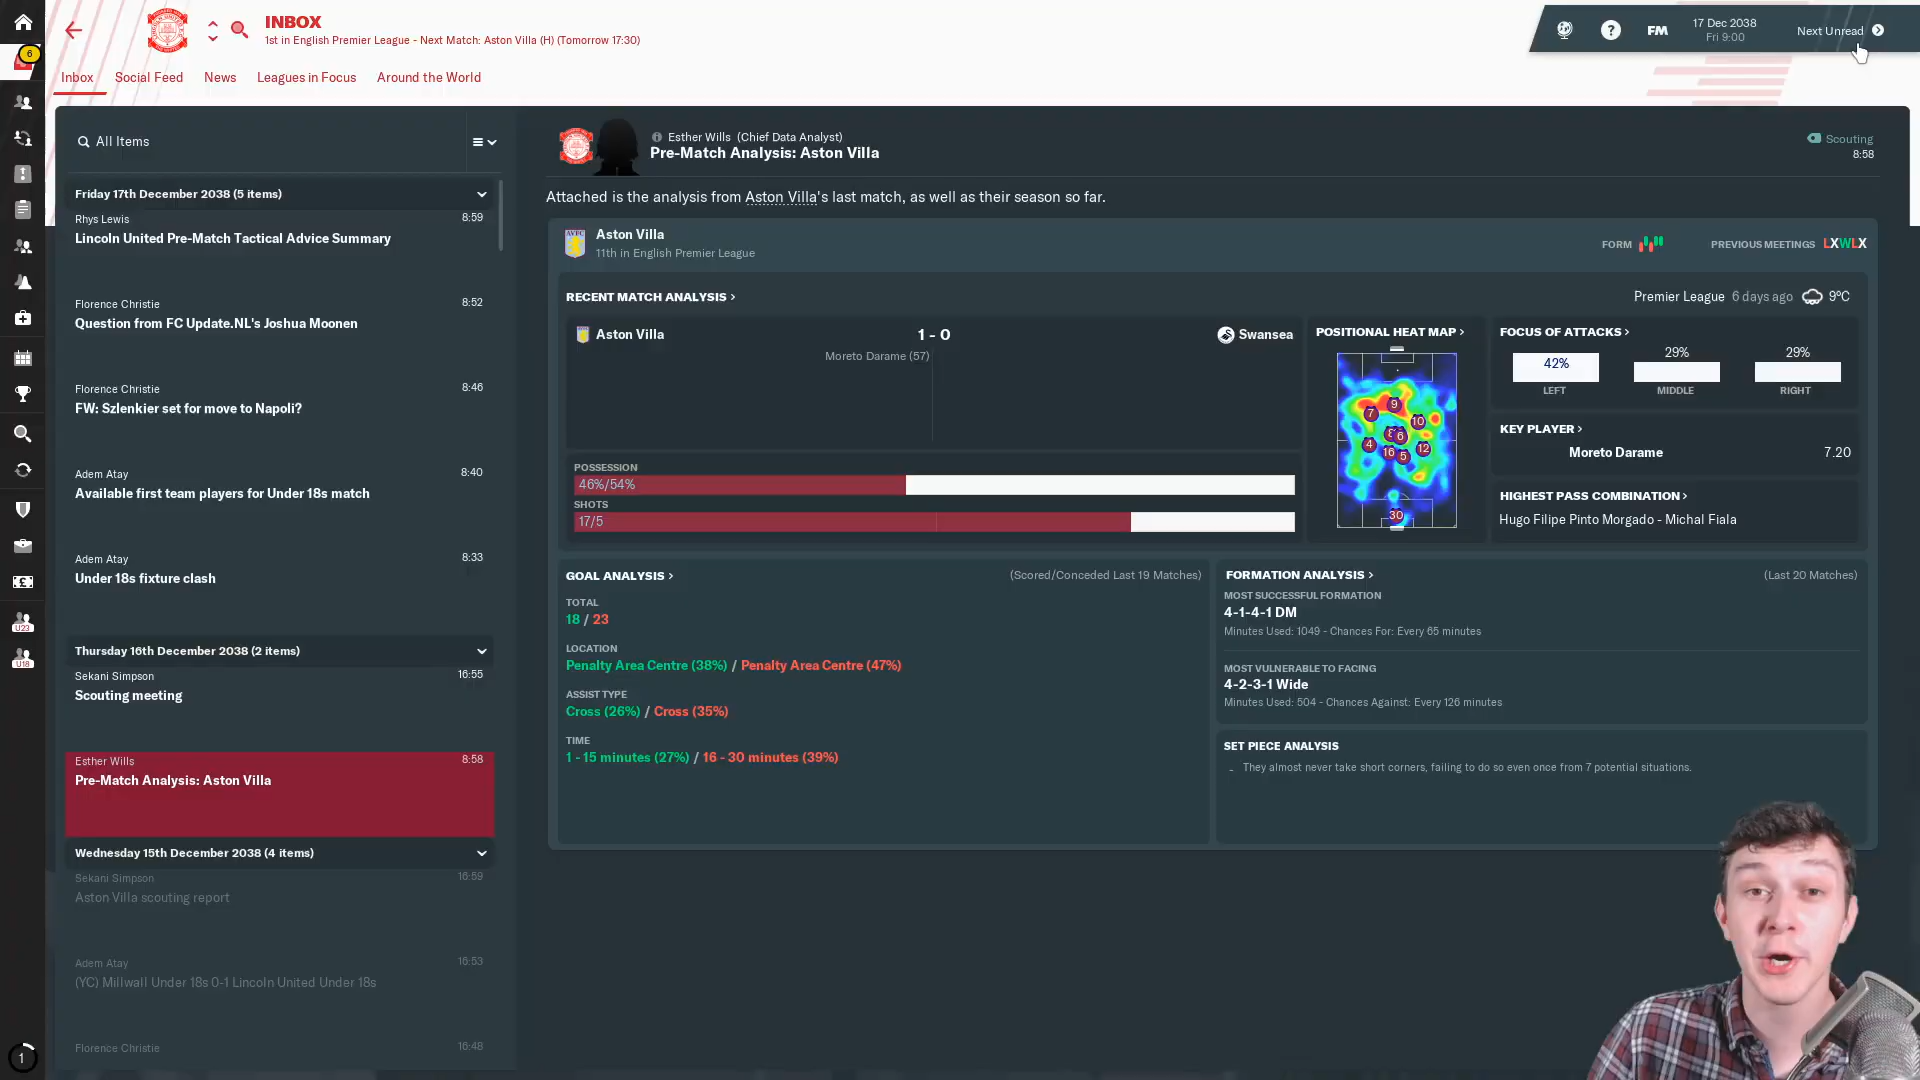 INBOX
1st in English Premier League - Next Match: Aston Villa (H) (Tomorrow 17:30)
FM
17 Dec 2038
Fri 9:00
Next Unread
6
Inbox
Social Feed
News
Leagues in Focus
Around the World
All Items
Friday 17th December 2038 (5 items)
Rhys Lewis
8:59
Lincoln United Pre-Match Tactical Advice Summary
Florence Christie
8:52
Question from FC Update.NL's Joshua Moonen
Florence Christie
8:46
FW: Szlenkier set for move to Napoli?
Adem Atay
8:40
Available first team players for Under 18s match
Adem Atay
8:33
Under 18s fixture clash
Thursday 16th December 2038 (2 items)
Sekani Simpson
16:55
Scouting meeting
Esther Wills
8:58
Pre-Match Analysis: Aston Villa
Wednesday 15th December 2038 (4 items)
Sekani Simpson
16:59
Aston Villa scouting report
Adem Atay
16:53
(YC) Millwall Under 18s 0-1 Lincoln United Under 18s
Florence Christie
16:48
U23
U18
1
Esther Wills (Chief Data Analyst)
Pre-Match Analysis: Aston Villa
Scouting
8:58
Attached is the analysis from Aston Villa's last match, as well as their season so far.
AVFC
Aston Villa
11th in English Premier League
FORM
PREVIOUS MEETINGS LXWLX
RECENT MATCH ANALYSIS >
Premier League 6 days ago 9ºC
Aston Villa
1 - 0
Swansea
Moreto Darame (57)
POSSESSION
46%/54%
SHOTS
17/5
POSITIONAL HEAT MAP >
9
7
10
8
6
4
12
16
5
30
FOCUS OF ATTACKS >
42%
29%
29%
LEFT
MIDDLE
RIGHT
KEY PLAYER >
Moreto Darame
7.20
HIGHEST PASS COMBINATION >
Hugo Filipe Pinto Morgado - Michal Fiala
GOAL ANALYSIS >
(Scored/Conceded Last 19 Matches)
TOTAL
18 / 23
LOCATION
Penalty Area Centre (38%) / Penalty Area Centre (47%)
ASSIST TYPE
Cross (26%) / Cross (35%)
TIME
1 - 15 minutes (27%) / 16 - 30 minutes (39%)
FORMATION ANALYSIS >
(Last 20 Matches)
MOST SUCCESSFUL FORMATION
4-1-4-1 DM
Minutes Used: 1049 - Chances For: Every 65 minutes
MOST VULNERABLE TO FACING
4-2-3-1 Wide
Minutes Used: 504 - Chances Against: Every 126 minutes
SET PIECE ANALYSIS
- They almost never take short corners, failing to do so even once from 7 potential situations.